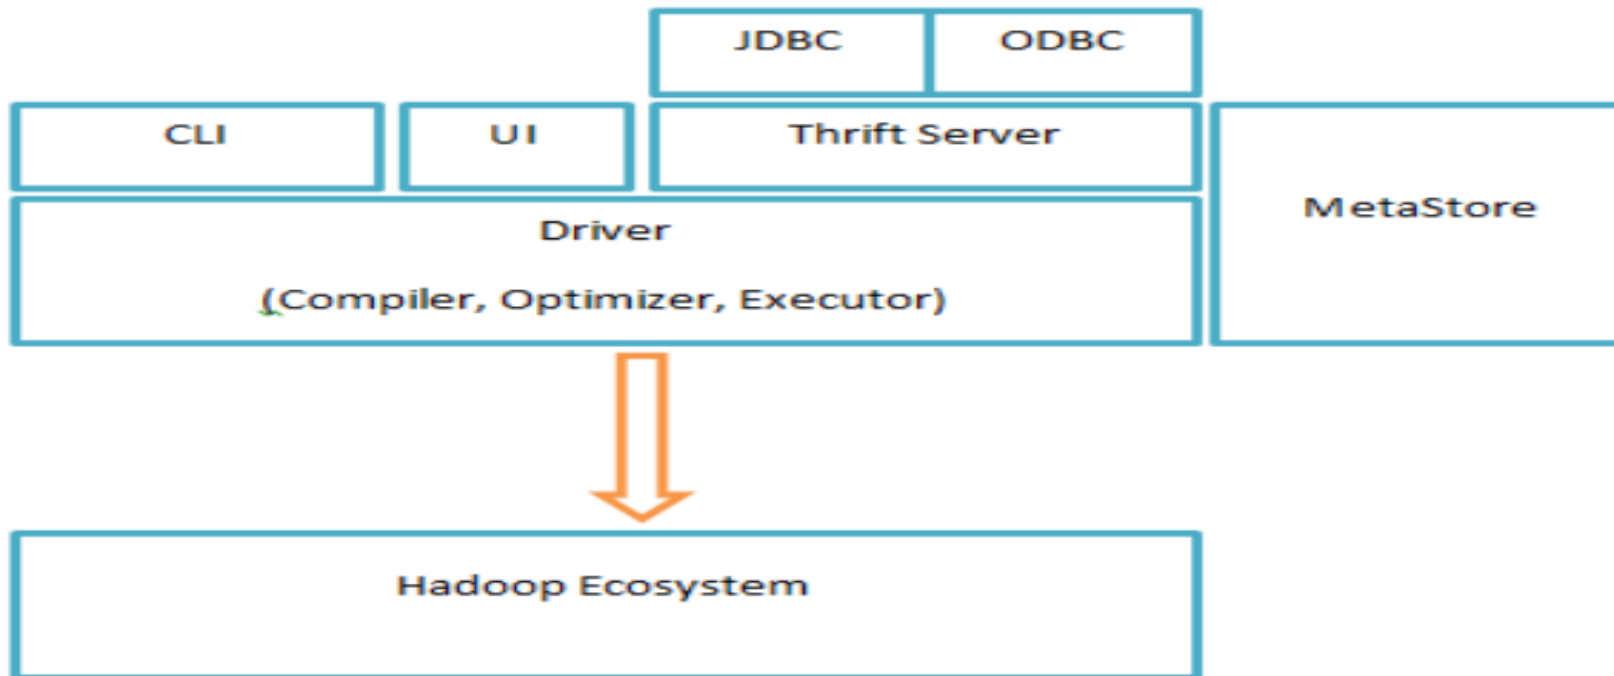 JDBC
ODBC
CLI
UI
Thrift Server
MetaStore
Driver
(Compiler, Optimizer, Executor)
Hadoop Ecosystem